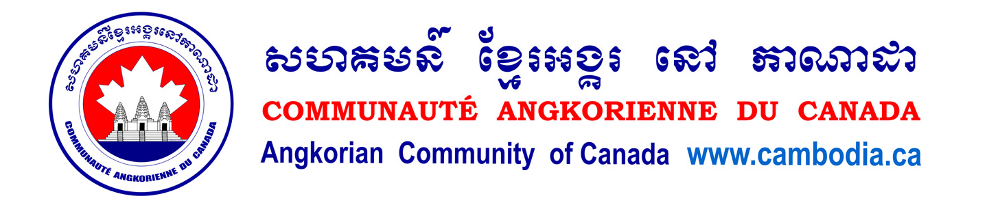 សហគមន៍ខ្មែរអង្គរនៅកាណាដា
COMMUNAUTÉ ANGKORIENNE DU CANADA
សហគមន៍ ខ្មែរអង្គរ នៅ កាណាដា
COMMUNAUTÉ ANGKORIENNE DU CANADA
Angkorian Community of Canada www.cambodia.ca